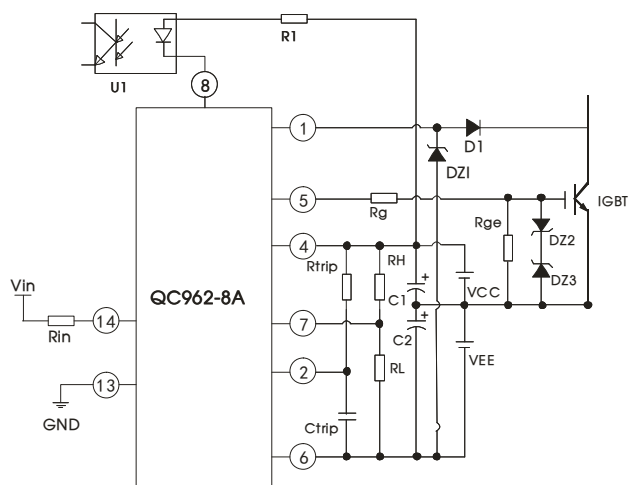 R1
U1
8
1
D1
DZ1
5
Rg
Rge
IGBT
DZ2
DZ3
4
Rtrip
RH
+
C1
VCC
QC962-8A
Vin
14
Rin
7
+
C2
2
RL
VEE
13
GND
Ctrip
6